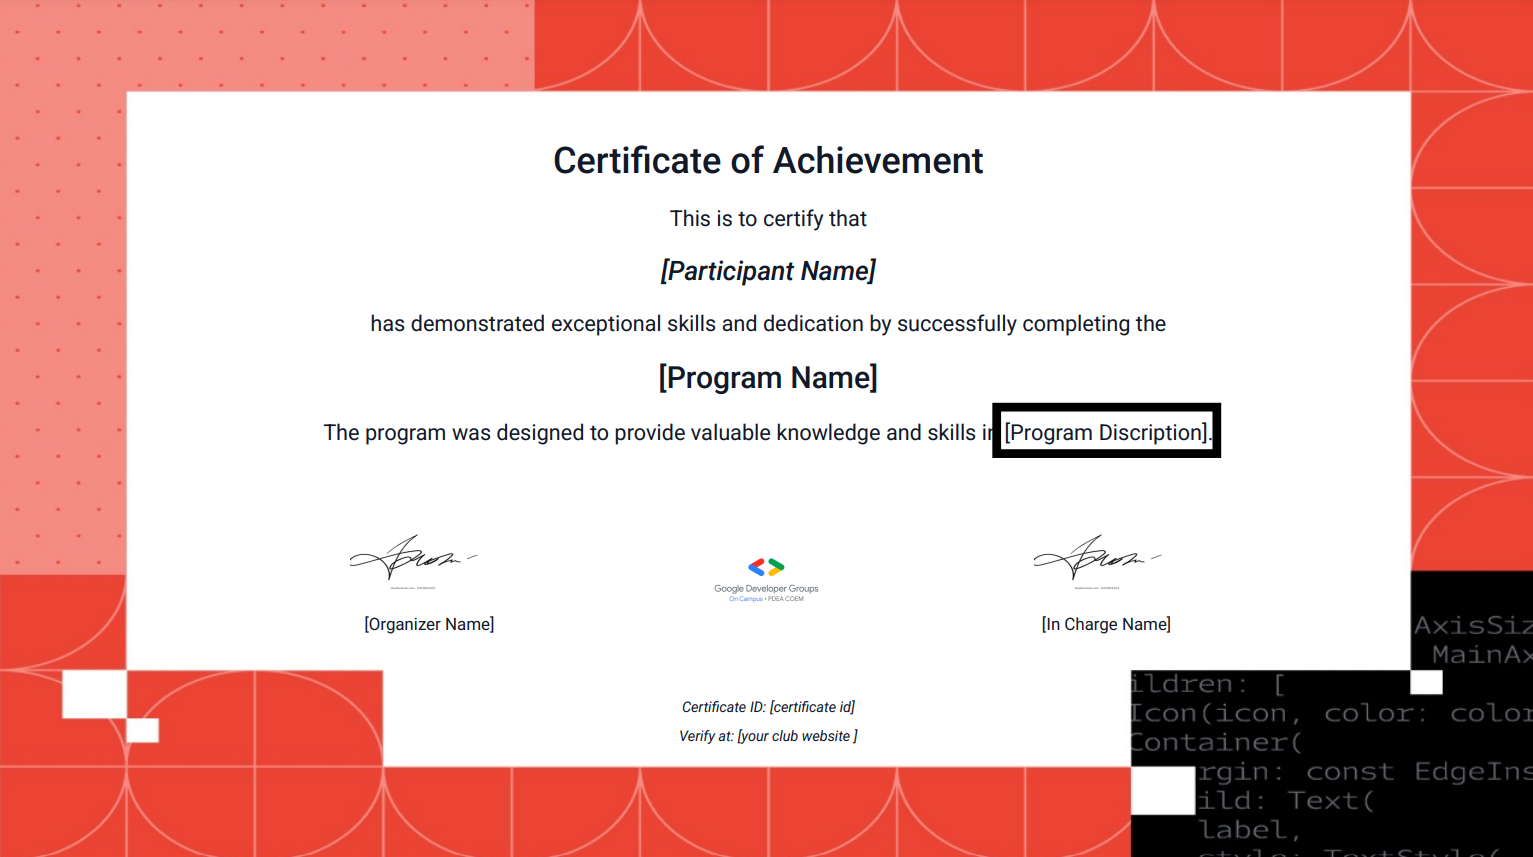 Certificate of Achievement
This is to certify that
[Participant Name]
has demonstrated exceptional skills and dedication by successfully completing the
[Program Name]
The program was designed to provide valuable knowledge and skills in [Program Discription].
Google Developer Groups
On Campus • PDEA COEM
[Organizer Name]
[In Charge Name]
Certificate ID: [certificate id]
Verify at: [your club website ]
AxisSiz
MainAx
ildren: [
Icon(icon, color: color
Container(
rgin: const EdgeIns
ild: Text(
label,
style: TextStyle(